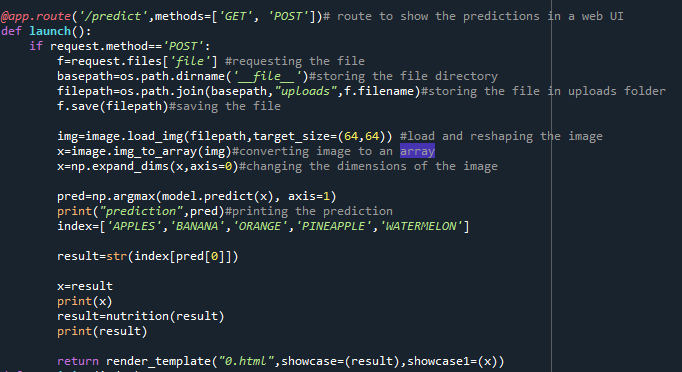 @app.route('/predict',methods=['GET', 'POST'])# route to show the predictions in a web UI
def launch():
    if request.method=='POST':
        f=request.files['file'] #requesting the file
        basepath=os.path.dirname('__file__')#storing the file directory
        filepath=os.path.join(basepath,"uploads",f.filename)#storing the file in uploads folder
        f.save(filepath)#saving the file

        img=image.load_img(filepath,target_size=(64,64)) #load and reshaping the image
        x=image.img_to_array(img)#converting image to an array
        x=np.expand_dims(x,axis=0)#changing the dimensions of the image

        pred=np.argmax(model.predict(x), axis=1)
        print("prediction",pred)#printing the prediction
        index=['APPLES','BANANA','ORANGE','PINEAPPLE','WATERMELON']

        result=str(index[pred[0]])

        x=result
        print(x)
        result=nutrition(result)
        print(result)

        return render_template("0.html",showcase=(result),showcase1=(x))